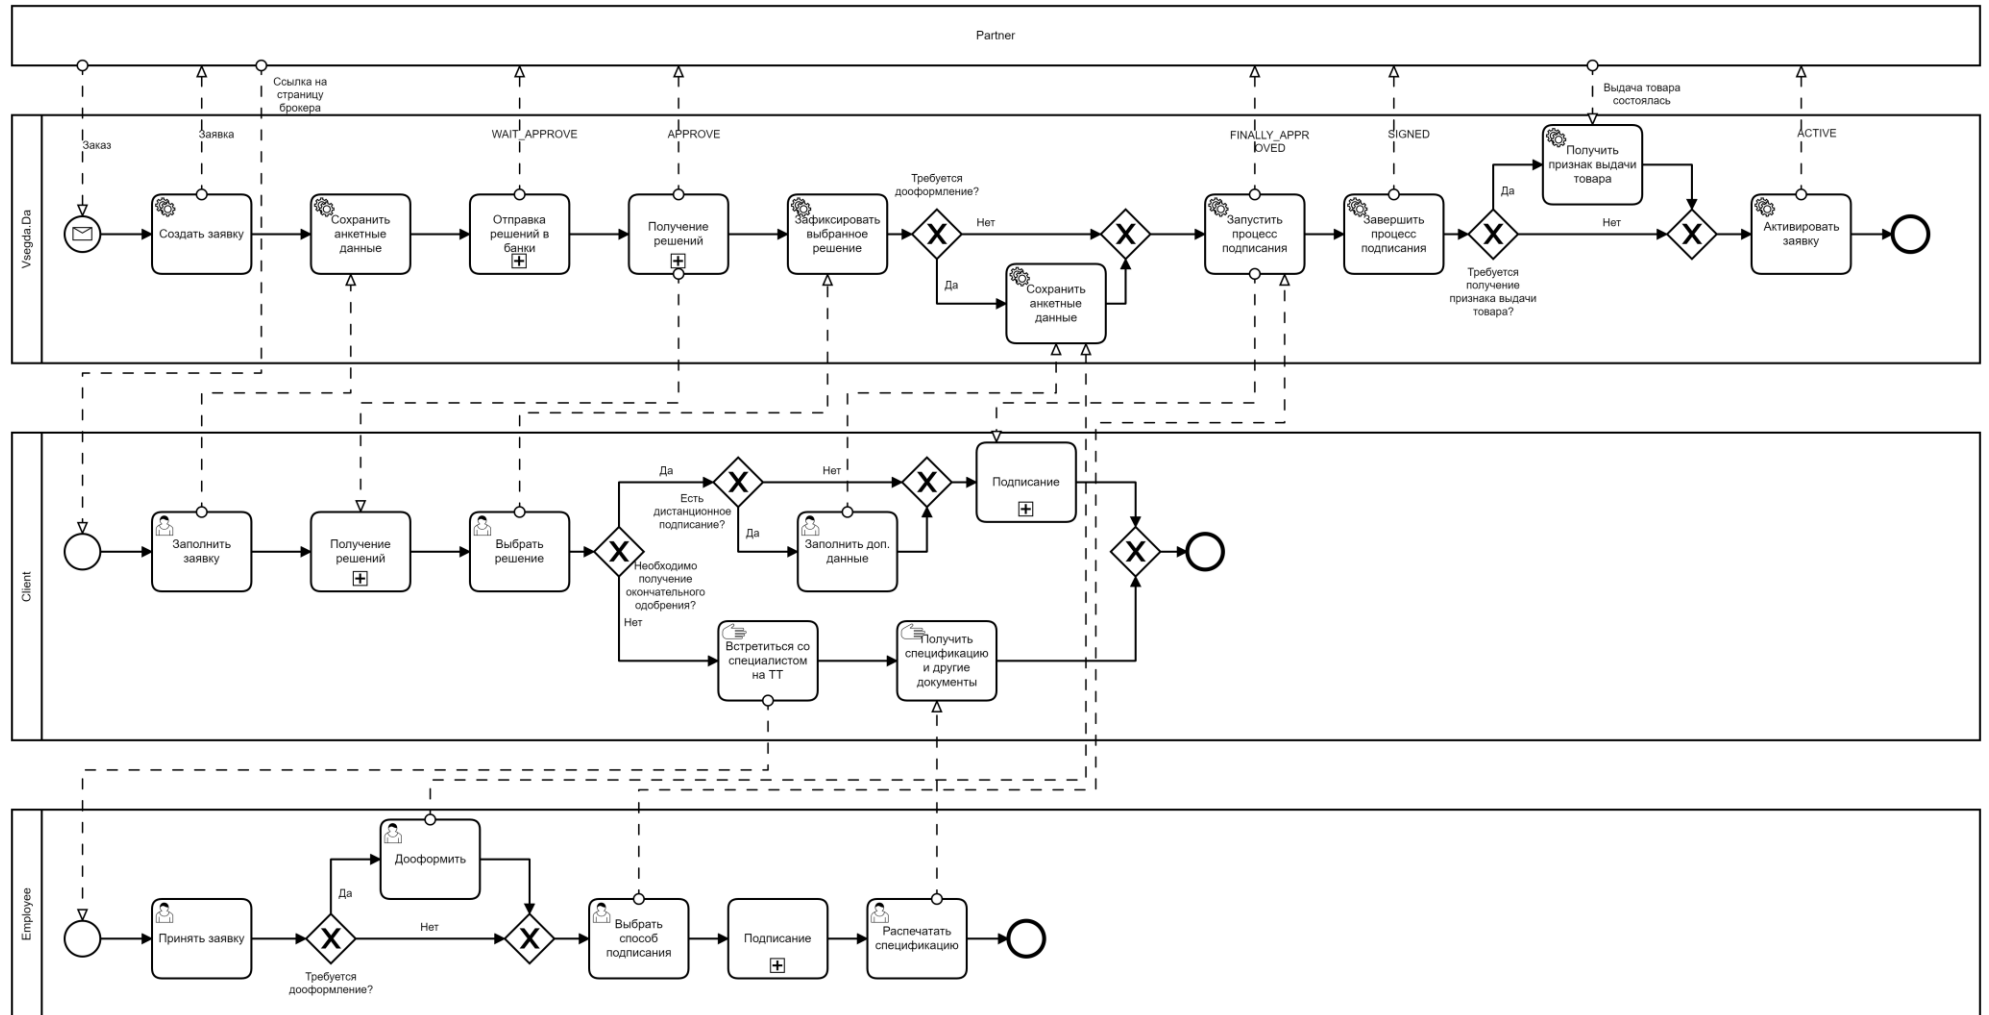 Partner
Ссылка на
страницу
брокера
Выдача товара
состоялась
Vsegda.Da
Заказ
Заявка
WAIT_APPROVE
APPROVE
FINALLY_APPR
OVED
SIGNED
ACTIVE
Создать заявку
Сохранить
анкетные
данные
Отправка
решений в
банки
Получение
решений
Зафиксировать
выбранное
решение
Требуется
дооформление?
Нет
Да
Сохранить
анкетные
данные
Запустить
процесс
подписания
Завершить
процесс
подписания
Да
Получить
признак выдачи
товара
Нет
Требуется
получение
признака выдачи
товара?
Активировать
заявку
Client
Заполнить
заявку
Получение
решений
Выбрать
решение
Необходимо
получение
окончательного
одобрения?
Да
Нет
Есть
дистанционное
подписание?
Нет
Да
Заполнить доп.
данные
Подписание
Встретиться со
специалистом
на ТТ
Получить
спецификацию
и другие
документы
Employee
Принять заявку
Требуется
дооформление?
Да
Нет
Дооформить
Выбрать
способ
подписания
Подписание
Распечатать
спецификацию